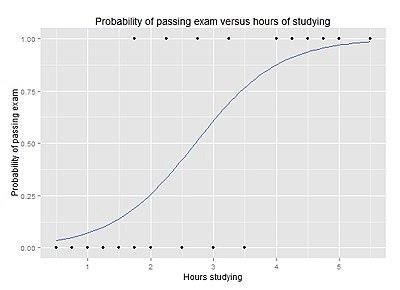 Probability of passing exam versus hours of studying
1.00
0.75
0.50
0.25
0.00
Probability of passing exam
1 2 3 4 5
Hours studying